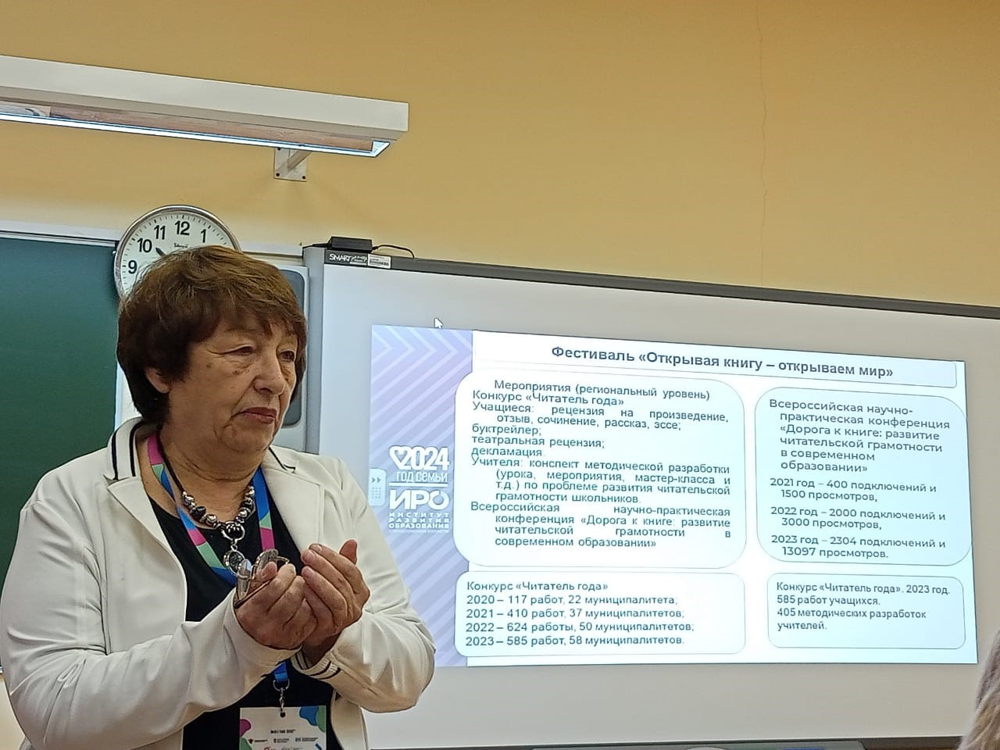 12
11
1
10
9
SMART
Фестиваль «Открывая книгу – открываем мир»
Мероприятия (региональный уровень)
Конкурс «Читатель года»
Учащиеся: рецензия на произведение,
отзыв, сочинение, рассказ, эссе;
буктрейлер;
театральная рецензия;
декламация.
Учителя: конспект методической разработки
(урока, мероприятия, мастер-класса и
т.д.) по проблеме развития читательской
грамотности школьников.
Всероссийская научно-практическая
конференция «Дорога к книге: развитие
читательской грамотности в
современном образовании»
Всероссийская научно-
практическая конференция
«Дорога к книге: развитие
читательской грамотности
в современном
образовании»
2021 год – 400 подключений и
1500 просмотров,
2022 год – 2000 подключений и
3000 просмотров,
2023 год – 2304 подключений и
13097 просмотров.
2024
ГОД СЕМЬИ
ИРО
ИНСТИТУТ
РАЗВИТИЯ
ОБРАЗОВАНИЯ
Конкурс «Читатель года»
2020 – 117 работ, 22 муниципалитета;
2021 – 410 работ, 37 муниципалитетов;
2022 – 624 работы, 50 муниципалитетов;
2023 – 585 работ, 58 муниципалитетов.
Конкурс «Читатель года». 2023 год.
585 работ учащихся.
405 методических разработок
учителей.